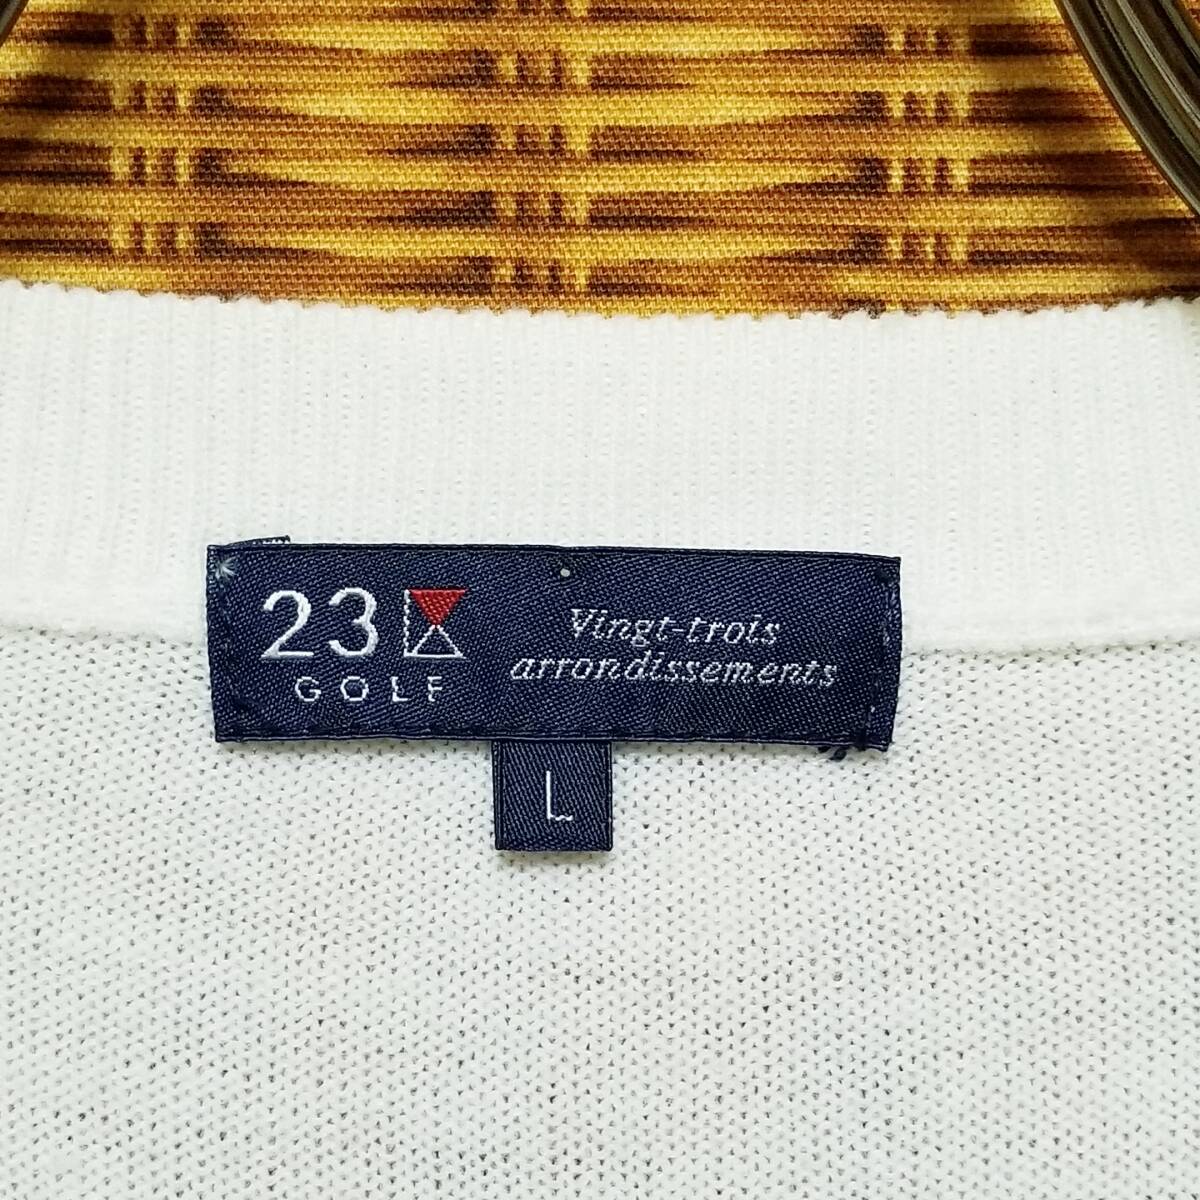 23
GOLF
Vingt-trois
arrondissements
L